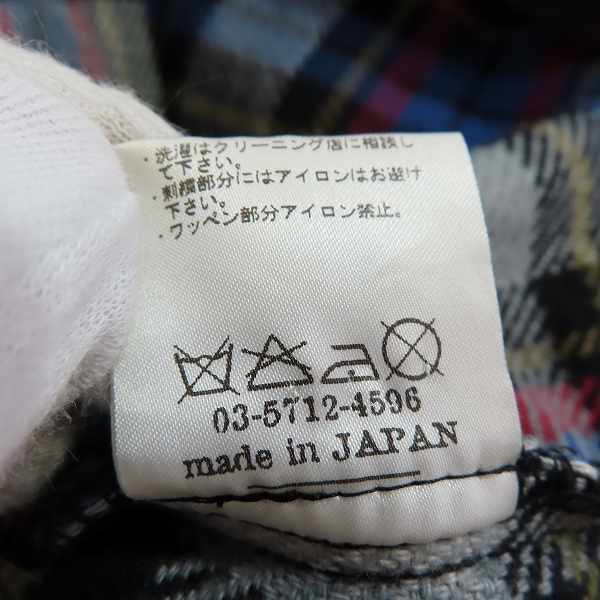 ・洗濯はクリーニング店に相談し
て下さい。
・刺繍部分にはアイロンはお避け
下さい。
・ワッペン部分アイロン禁止。
03-5712-4596
made in JAPAN